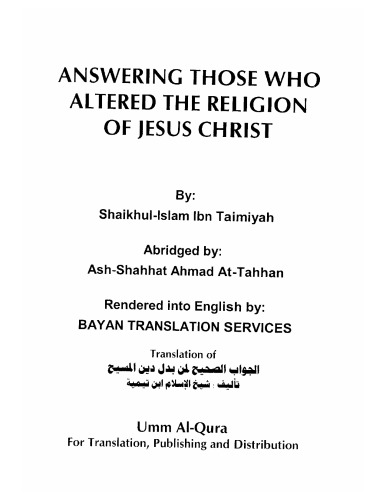 ANSWERING THOSE WHO
ALTERED THE RELIGION
OF JESUS CHRIST
By:
Shaikhul-Islam Ibn Taimiyah
Abridged by:
Ash-Shahhat Ahmad At-Tahhan
Rendered into English by:
BAYAN TRANSLATION SERVICES
Translation of
الجواب الصحيح لمن بدل دين المسيح
تأليف : شيخ الإسلام ابن تيمية
Umm Al-Qura
For Translation, Publishing and Distribution